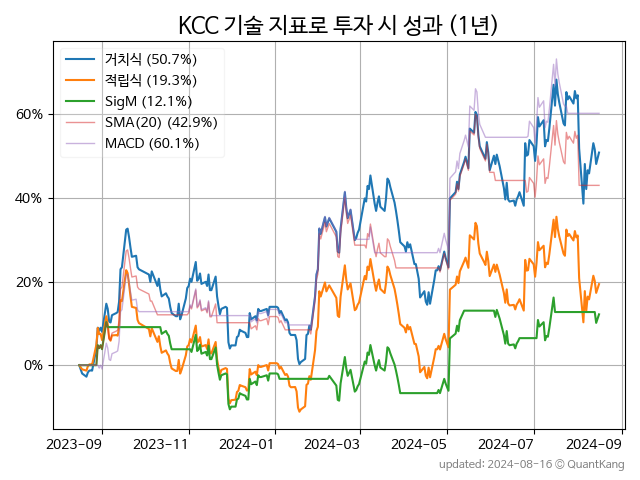 KCC 기술 지표로 투자 시 성과 (1년)
거치식 (50.7%)
적립식 (19.3%)
SigM (12.1%)
SMA(20) (42.9%)
MACD (60.1%)
60%
40%
20%
0%
2023-09 2023-11 2024-01 2024-03 2024-05 2024-07 2024-09
updated: 2024-08-16 © QuantKang